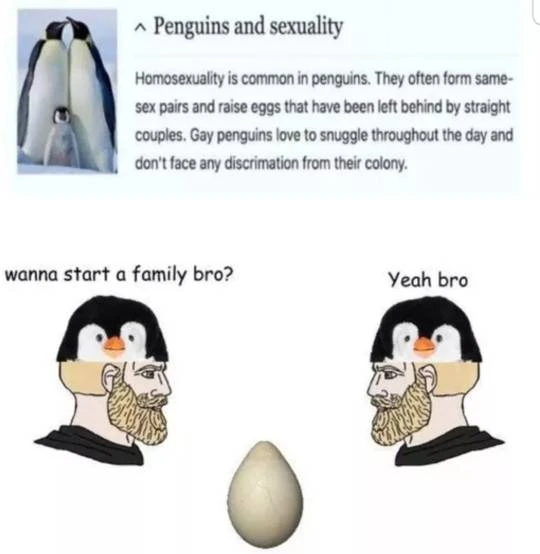 ^ Penguins and sexuality
Homosexuality is common in penguins. They often form same-
sex pairs and raise eggs that have been left behind by straight
couples. Gay penguins love to snuggle throughout the day and
don't face any discrimation from their colony.
wanna start a family bro?
Yeah bro